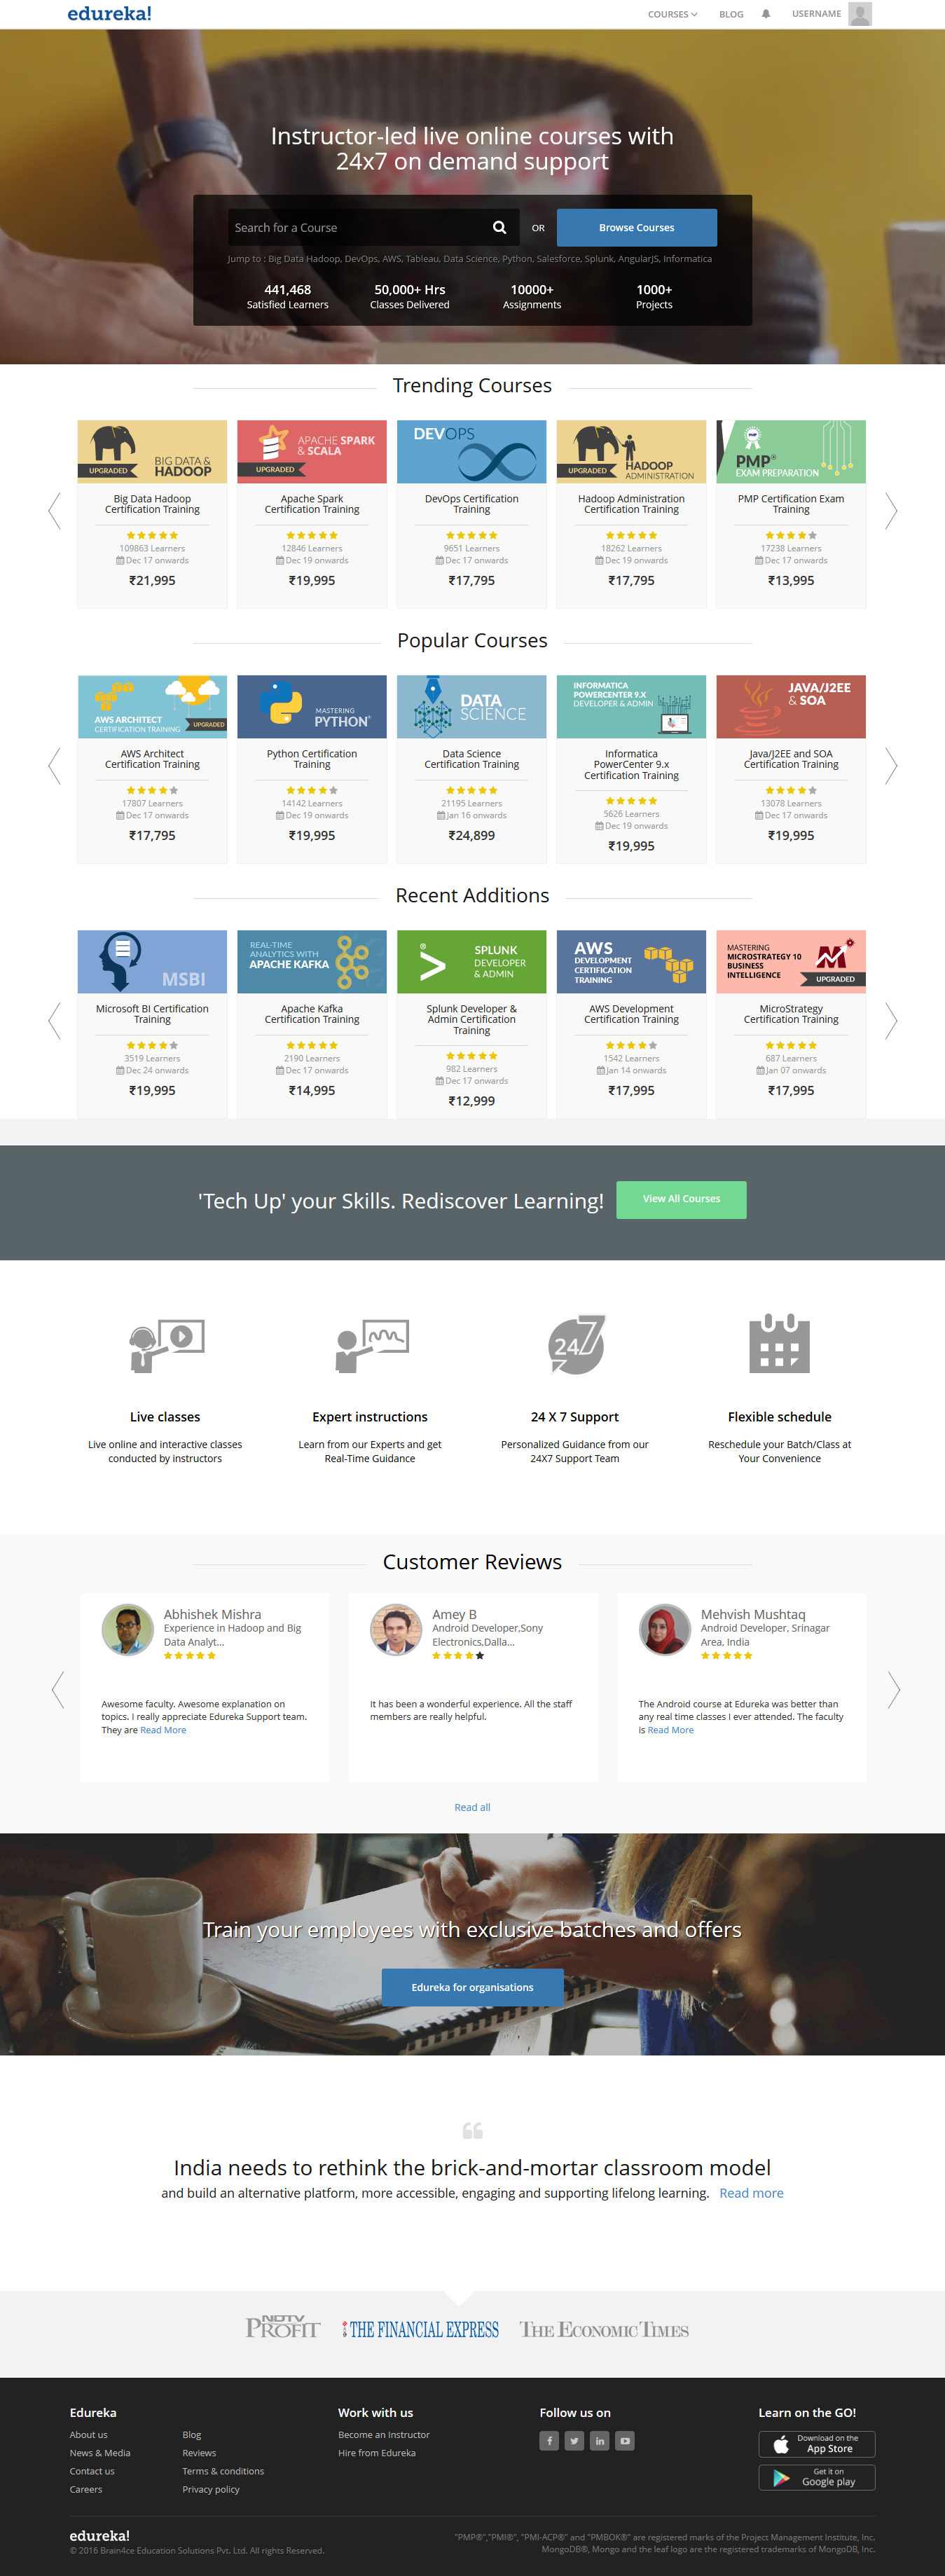 edureka!
COURSES
BLOG
USERNAME
Instructor-led live online courses with
24x7 on demand support
Search for a Course
OR
Browse Courses
Jump to : Big Data Hadoop, DevOps, AWS, Tableau, Data Science, Python, Salesforce, Splunk, AngularJS, Informatica
441,468
Satisfied Learners
50,000+ Hrs
Classes Delivered
10000+
Assignments
1000+
Projects
Trending Courses
BIG DATA &
HADOOP
UPGRADED
Big Data Hadoop
Certification Training
109863 Learners
Dec 17 onwards
₹21,995
APACHE SPARK
& SCALA
UPGRADED
Apache Spark
Certification Training
12846 Learners
Dec 19 onwards
₹19,995
DEVOPS
DevOps Certification
Training
9651 Learners
Dec 17 onwards
₹17,795
HADOOP
ADMINISTRATION
UPGRADED
Hadoop Administration
Certification Training
18262 Learners
Dec 19 onwards
₹17,795
PMP®
EXAM PREPARATION
PMP Certification Exam
Training
17238 Learners
Dec 17 onwards
₹13,995
Popular Courses
AWS ARCHITECT
CERTIFICATION TRAINING
UPGRADED
AWS Architect
Certification Training
17807 Learners
Dec 17 onwards
₹17,795
MASTERING
PYTHON®
Python Certification
Training
14142 Learners
Dec 19 onwards
₹19,995
DATA
SCIENCE
Data Science
Certification Training
21195 Learners
Jan 16 onwards
₹24,899
INFORMATICA
POWERCENTER 9.X
DEVELOPER & ADMIN
Informatica
PowerCenter 9.x
Certification Training
5626 Learners
Dec 19 onwards
₹19,995
JAVA/J2EE
& SOA
Java/J2EE and SOA
Certification Training
13078 Learners
Dec 17 onwards
₹19,995
Recent Additions
MSBI
Microsoft BI Certification
Training
3519 Learners
Dec 24 onwards
₹19,995
REAL-TIME
ANALYTICS WITH
APACHE KAFKA
Apache Kafka
Certification Training
2190 Learners
Dec 17 onwards
₹14,995
SPLUNK
DEVELOPER
& ADMIN
Splunk Developer &
Admin Certification
Training
982 Learners
Dec 17 onwards
₹12,999
AWS
DEVELOPMENT
CERTIFICATION
TRAINING
AWS Development
Certification Training
1542 Learners
Jan 14 onwards
₹17,995
MASTERING
MICROSTRATEGY 10
BUSINESS
INTELLIGENCE
UPGRADED
MicroStrategy
Certification Training
687 Learners
Jan 07 onwards
₹17,995
'Tech Up' your Skills. Rediscover Learning!
View All Courses
24
7
Live classes
Live online and interactive classes
conducted by instructors
Expert instructions
Learn from our Experts and get
Real-Time Guidance
24 X 7 Support
Personalized Guidance from our
24X7 Support Team
Flexible schedule
Reschedule your Batch/Class at
Your Convenience
Customer Reviews
Abhishek Mishra
Experience in Hadoop and Big
Data Analyt...
Awesome faculty. Awesome explanation on
topics. I really appreciate Edureka Support team.
They are Read More
Amey B
Android Developer,Sony
Electronics,Dalla...
It has been a wonderful experience. All the staff
members are really helpful.
Mehvish Mushtaq
Android Developer, Srinagar
Area, India
The Android course at Edureka was better than
any real time classes I ever attended. The faculty
is Read More
Read all
Train your employees with exclusive batches and offers
Edureka for organisations
India needs to rethink the brick-and-mortar classroom model
and build an alternative platform, more accessible, engaging and supporting lifelong learning. Read more
NDTV
PROFIT
THE FINANCIAL EXPRESS
THE ECONOMIC TIMES
Edureka
About us
News & Media
Contact us
Careers
Blog
Reviews
Terms & conditions
Privacy policy
Work with us
Become an Instructor
Hire from Edureka
Follow us on
Learn on the GO!
Download on the
App Store
Get it on
Google play
edureka!
© 2016 Brain4ce Education Solutions Pvt. Ltd. All rights Reserved.
"PMP®","PMI®", "PMI-ACP®" and "PMBOK®" are registered marks of the Project Management Institute, Inc.
MongoDB®, Mongo and the leaf logo are the registered trademarks of MongoDB, Inc.